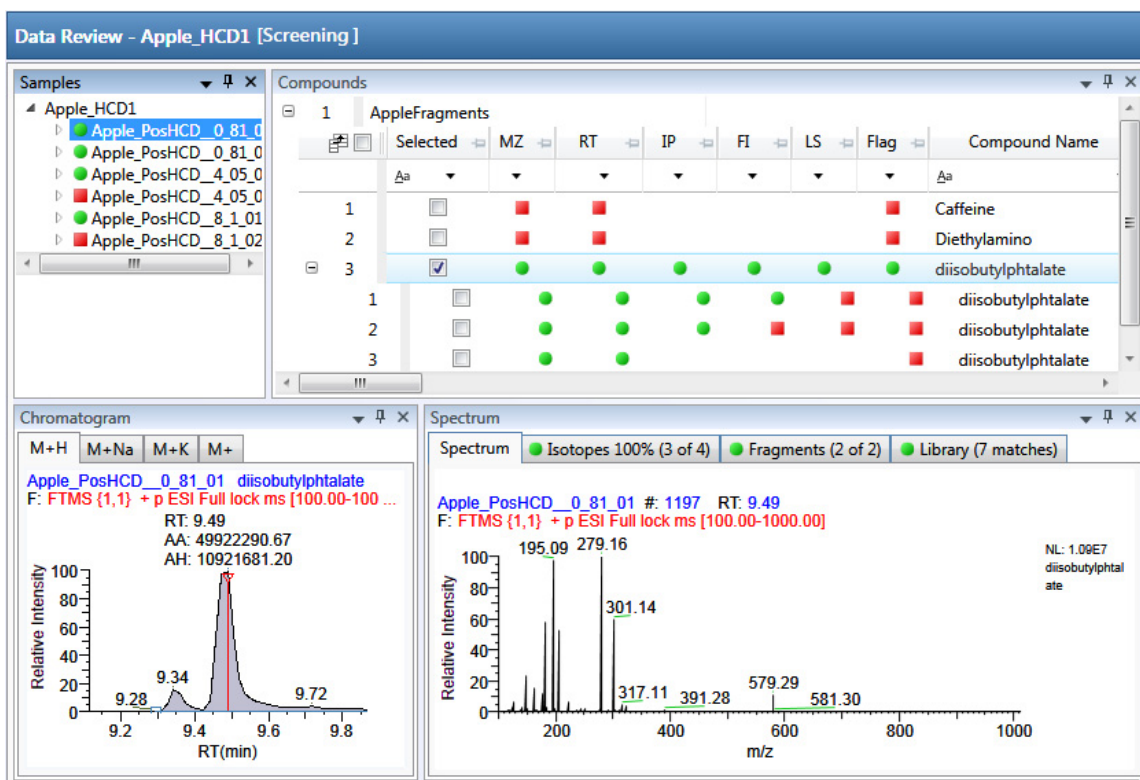 Data Review - Apple_HCD1 [Screening ]
Samples
Apple_HCD1
Apple_PosHCD__0_81_0
Apple_PosHCD__0_81_0
Apple_PosHCD__4_05_0
Apple_PosHCD__4_05_0
Apple_PosHCD__8_1_01
Apple_PosHCD__8_1_02
Compounds
1 AppleFragments
Selected MZ RT IP FI LS Flag Compound Name
Aa Aa
1 Caffeine
2 Diethylamino
3 diisobutylphtalate
1 diisobutylphtalate
2 diisobutylphtalate
3 diisobutylphtalate
Chromatogram
M+H M+Na M+K M+
Apple_PosHCD__0_81_01 diisobutylphtalate
F: FTMS {1,1} + p ESI Full lock ms [100.00-100 ...
RT: 9.49
AA: 49922290.67
AH: 10921681.20
Relative Intensity
100
80
60
40
20
0
9.28
9.34
9.72
9.2 9.4 9.6 9.8
RT(min)
Spectrum
Spectrum Isotopes 100% (3 of 4) Fragments (2 of 2) Library (7 matches)
Apple_PosHCD__0_81_01 #: 1197 RT: 9.49
F: FTMS {1,1} + p ESI Full lock ms [100.00-1000.00]
NL: 1.09E7
diisobutylphtal
ate
Relative Intensity
100
80
60
40
20
0
195.09
279.16
301.14
317.11
391.28
579.29
581.30
200 400 600 800 1000
m/z